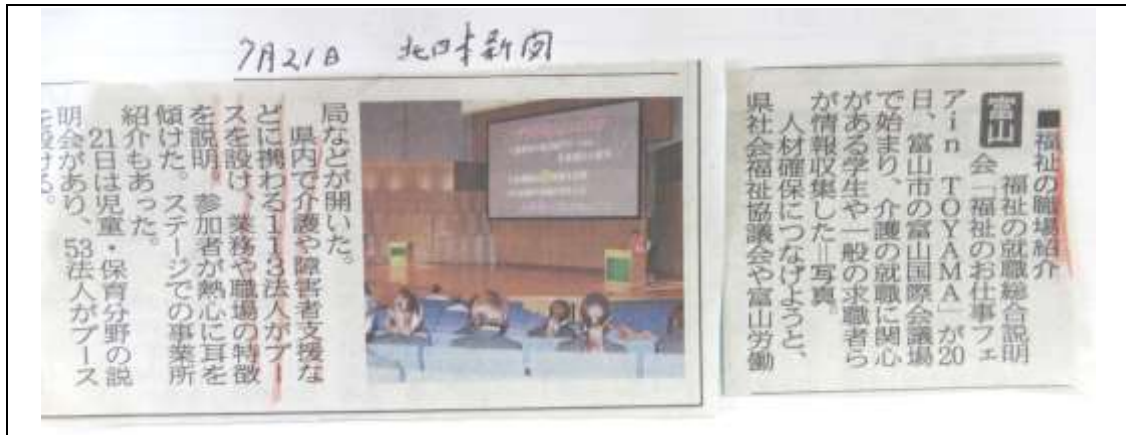 7月21日 北日本新聞
■福祉の職場紹介
富山
福祉の就職総合説明
会「福祉のお仕事フェ
アin TOYAMA」が20
日、富山市の富山国際会議場
で始まり、介護の就職に関心
がある学生や一般の求職者ら
が情報収集した＝写真。
人材確保につなげようと、
県社会福祉協議会や富山労働
局などが開いた。
県内で介護や障害者支援な
どに携わる113法人がブー
スを設け、業務や職場の特徴
を説明。参加者が熱心に耳を
傾けた。ステージでの事業所
紹介もあった。
21日は児童・保育分野の説
明会があり、53法人がブース
を設ける。